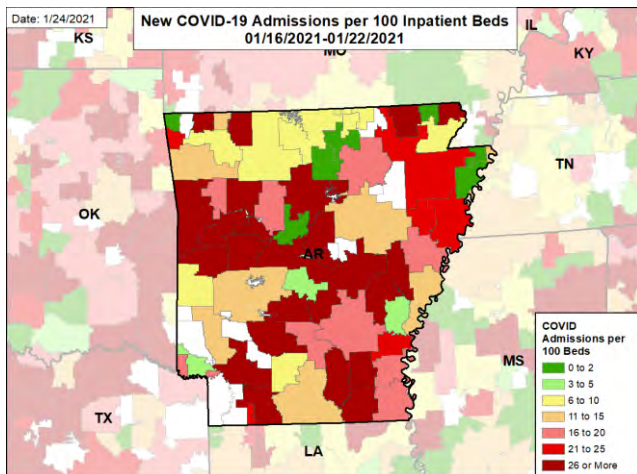 Date: 1/24/2021
New COVID-19 Admissions per 100 Inpatient Beds
01/16/2021-01/22/2021
KS
MO
IL
KY
TN
OK
AR
MS
TX
LA
COVID
Admissions per
100 Beds
0 to 2
3 to 5
6 to 10
11 to 15
16 to 20
21 to 25
26 or More